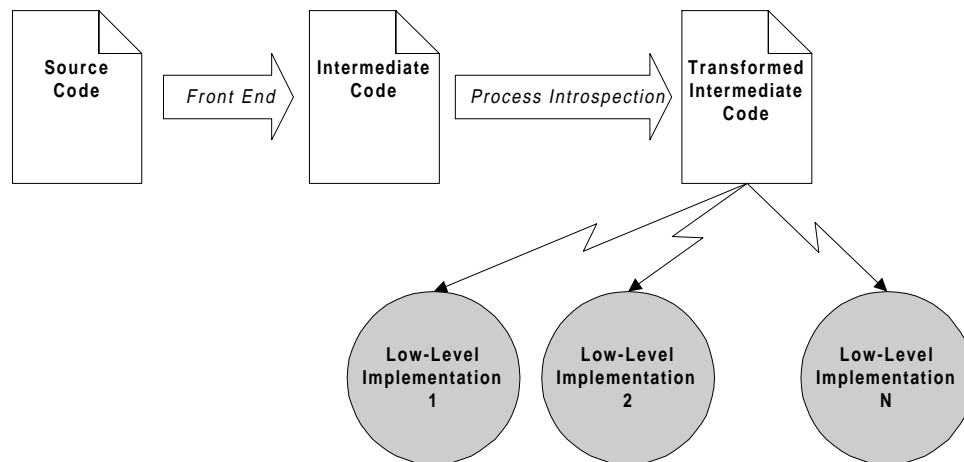 Source
Code
Front End
Intermediate
Code
Process Introspection
Transformed
Intermediate
Code
Low-Level
Implementation
1
Low-Level
Implementation
2
Low-Level
Implementation
N